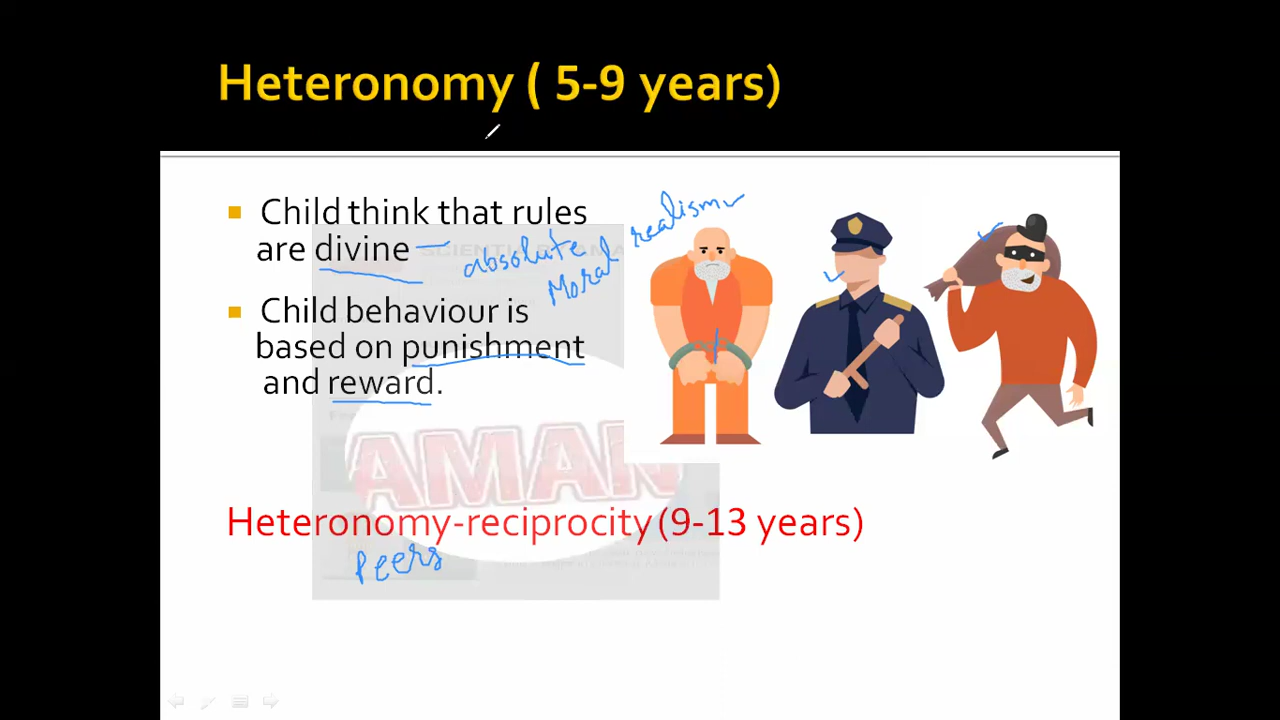 Heteronomy ( 5-9 years)
Child think that rules
are divine – absolute
Moral realism
Child behaviour is
based on punishment
and reward.
AMAN
Heteronomy-reciprocity (9-13 years)
Peers